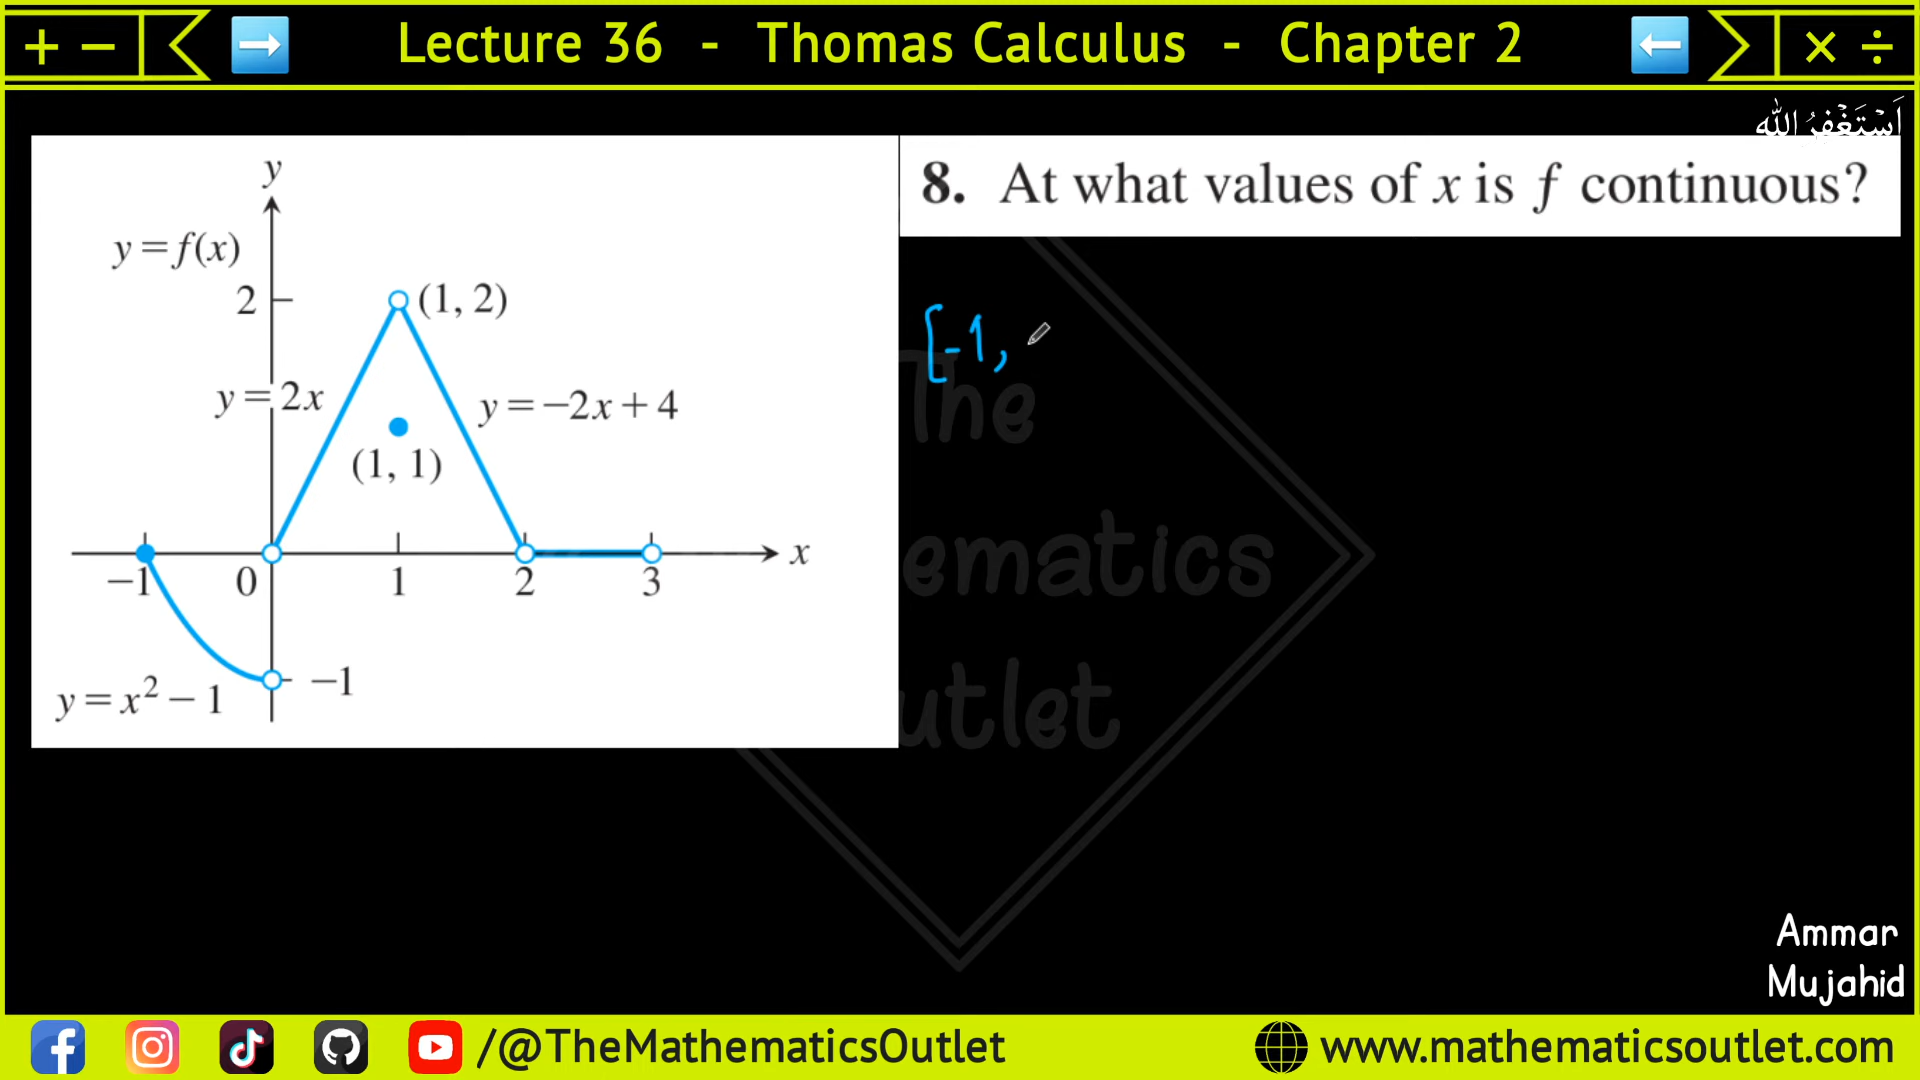 + − Lecture 36 - Thomas Calculus - Chapter 2 × ÷
اَسْتَغْفِرُ اللّٰه
8. At what values of x is f continuous?
y
y = f(x)
2
(1, 2)
[-1,
y = 2x
y = −2x + 4
(1, 1)
x
−1 0 1 2 3
−1
y = x² − 1
The
ematics
utlet
Ammar
Mujahid
/@TheMathematicsOutlet www.mathematicsoutlet.com